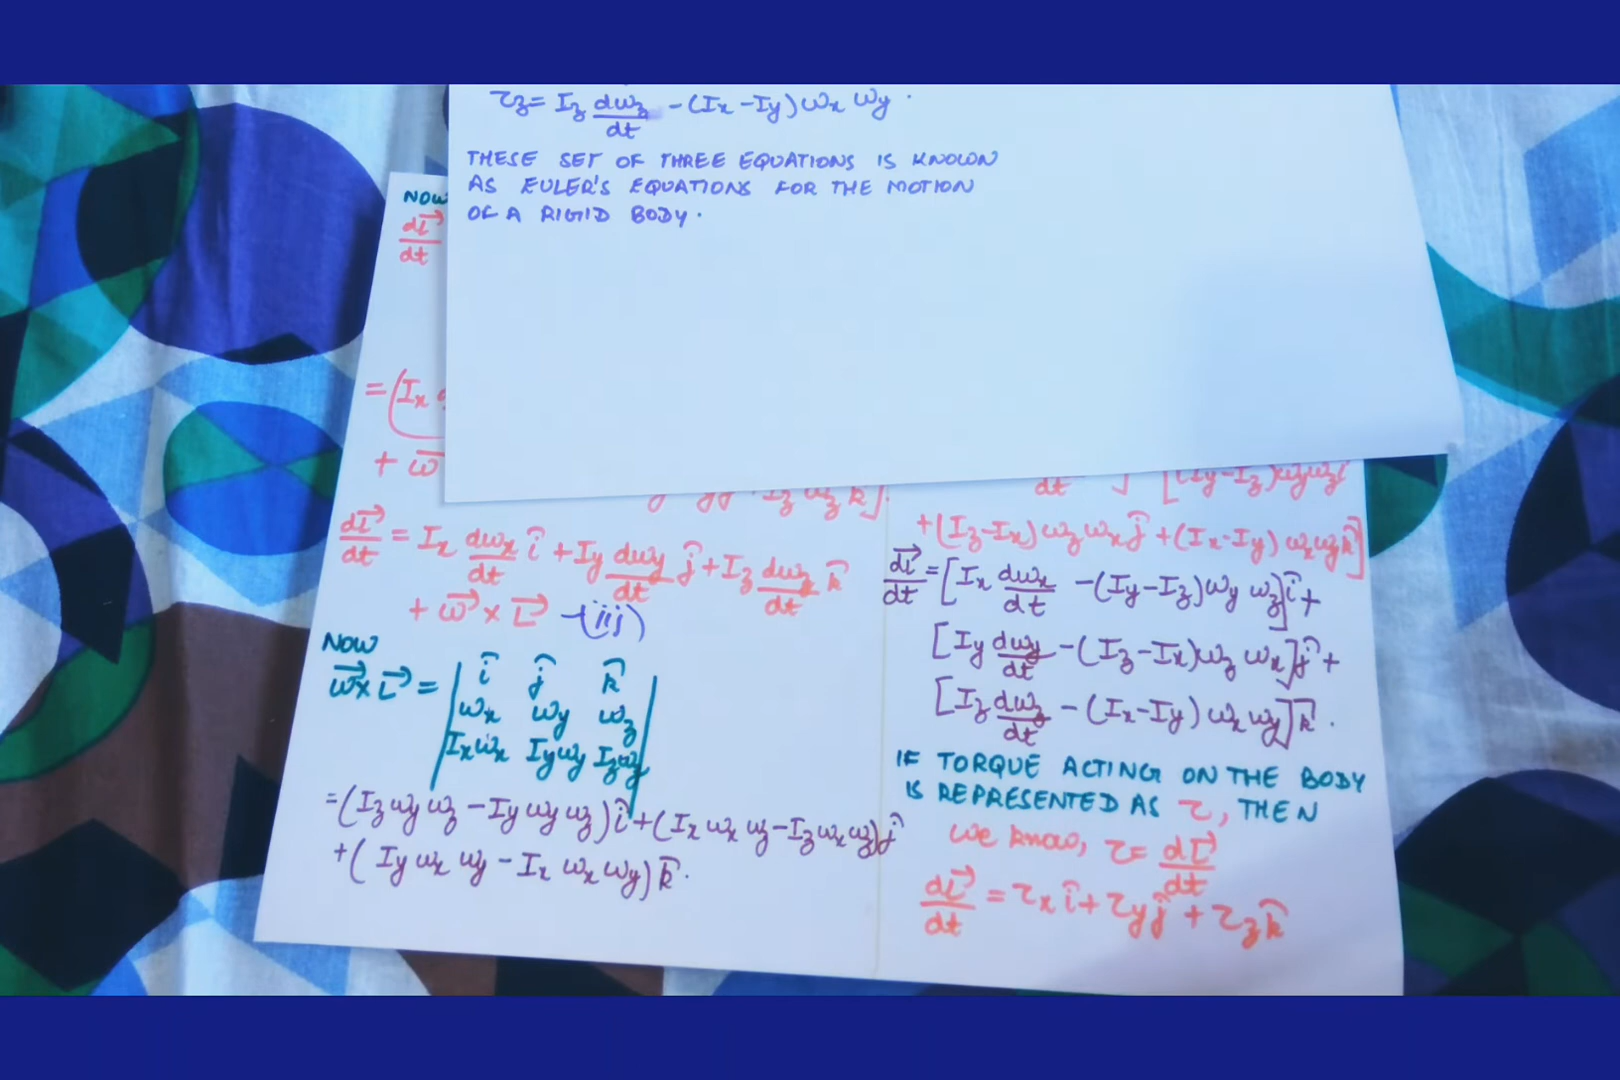 τz = Iz dωz/dt - (Ix - Iy) ωx ωy .
THESE SET OF THREE EQUATIONS IS KNOWN
AS EULER'S EQUATIONS FOR THE MOTION
OF A RIGID BODY.
NOW
dL⃗/dt
= (Ix
+ ω⃗
Iz ωz k̂].
dL⃗/dt = Ix dωx/dt î + Iy dωy/dt ĵ + Iz dωz/dt k̂
+ ω⃗ × L⃗ -(iii)
NOW
ω⃗ × L⃗ = | î ĵ k̂
ωx ωy ωz
Ixωx Iyωy Izωz |
= (Iz ωy ωz - Iy ωy ωz) î + (Ix ωx ωz - Iz ωx ωz) ĵ
+ ( Iy ωx ωy - Ix ωx ωy) k̂.
dt ] [(Iy-Iz)ωyωz î
+(Iz-Ix) ωz ωx ĵ +(Ix-Iy) ωx ωy k̂]
dL⃗/dt = [Ix dωx/dt - (Iy-Iz) ωy ωz] î +
[Iy dωy/dt - (Iz-Ix) ωz ωx] ĵ +
[Iz dωz/dt - (Ix-Iy) ωx ωy] k̂ .
IF TORQUE ACTING ON THE BODY
IS REPRESENTED AS τ, THEN
We know, τ = dL⃗/dt
dL⃗/dt = τx î + τy ĵ + τz k̂